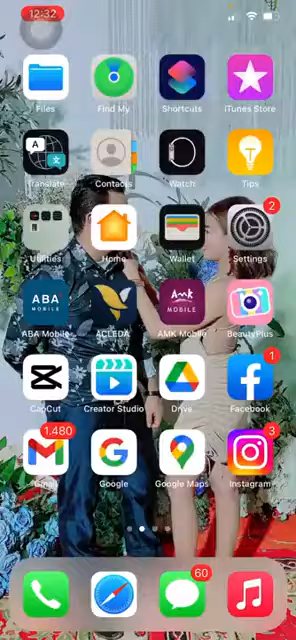 12:32
Files Find My Shortcuts iTunes Store
A
Translate Contacts Watch Tips
2
Utilities Home Wallet Settings
ABA
MOBILE
AMK
MOBILE
ABA Mobile ACLEDA AMK Mobile BeautyPlus
1
CapCut Creator Studio Drive Facebook
1,480 3
Gmail Google Google Maps Instagram
60